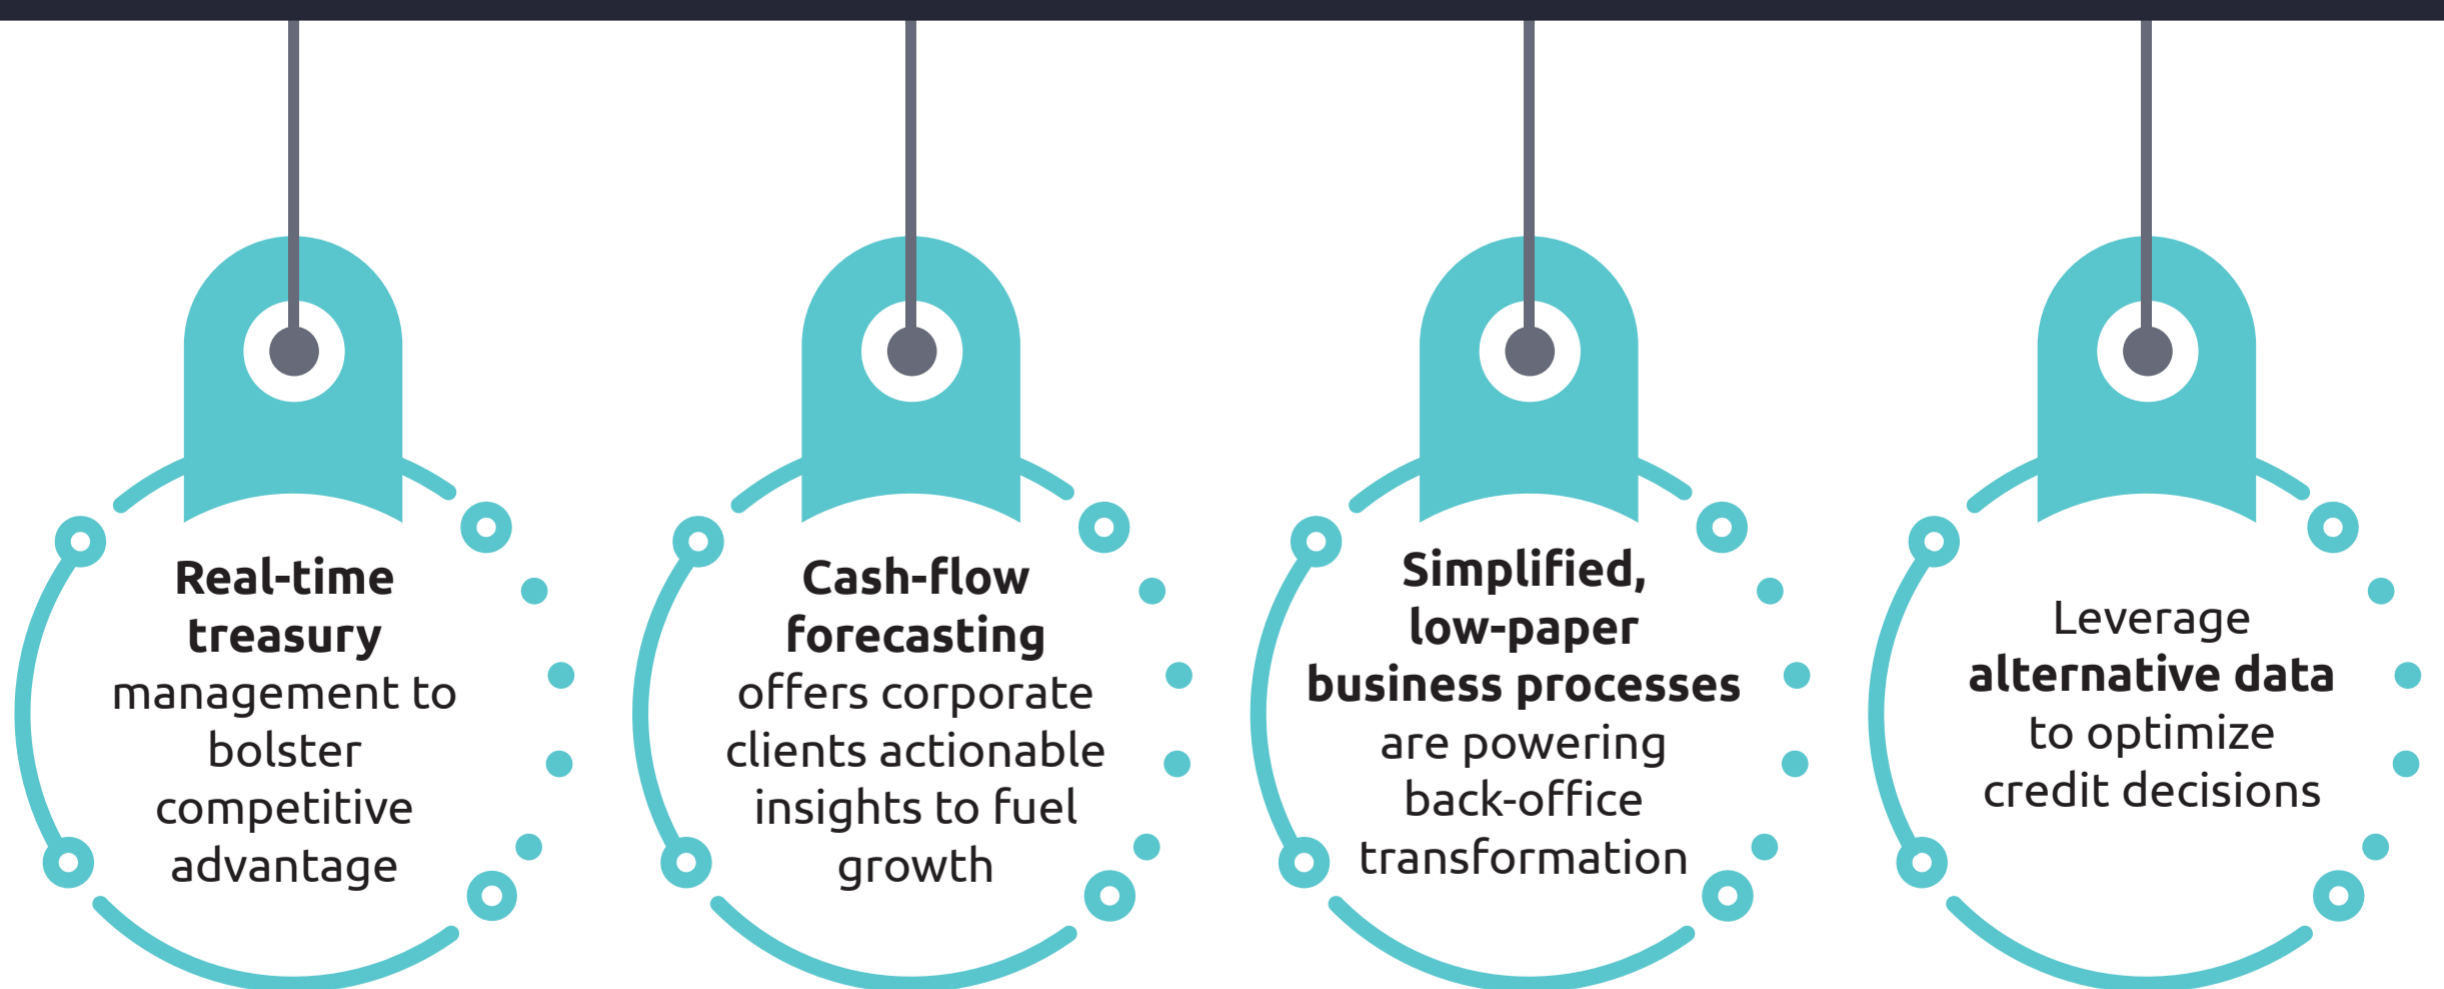 Real-time
treasury
management to
bolster
competitive
advantage
Cash-flow
forecasting
offers corporate
clients actionable
insights to fuel
growth
Simplified,
low-paper
business processes
are powering
back-office
transformation
Leverage
alternative data
to optimize
credit decisions